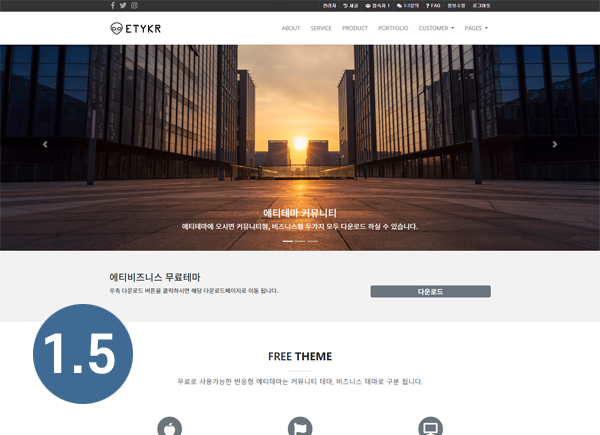 관리자 새글 접속자 1 1:1문의 FAQ 정보수정 로그아웃
ETYKR
ABOUT SERVICE PRODUCT PORTFOLIO CUSTOMER PAGES
에티테마 커뮤니티
에티테마에 오시면 커뮤니티형, 비즈니스형 두가지 모두 다운로드 하실 수 있습니다.
에티비즈니스 무료테마
우측 다운로드 버튼을 클릭하시면 해당 다운로드페이지로 이동 됩니다.
다운로드
1.5
FREE THEME
무료로 사용가능한 반응형 에티테마는 커뮤니티 테마, 비즈니스 테마로 구분 됩니다.